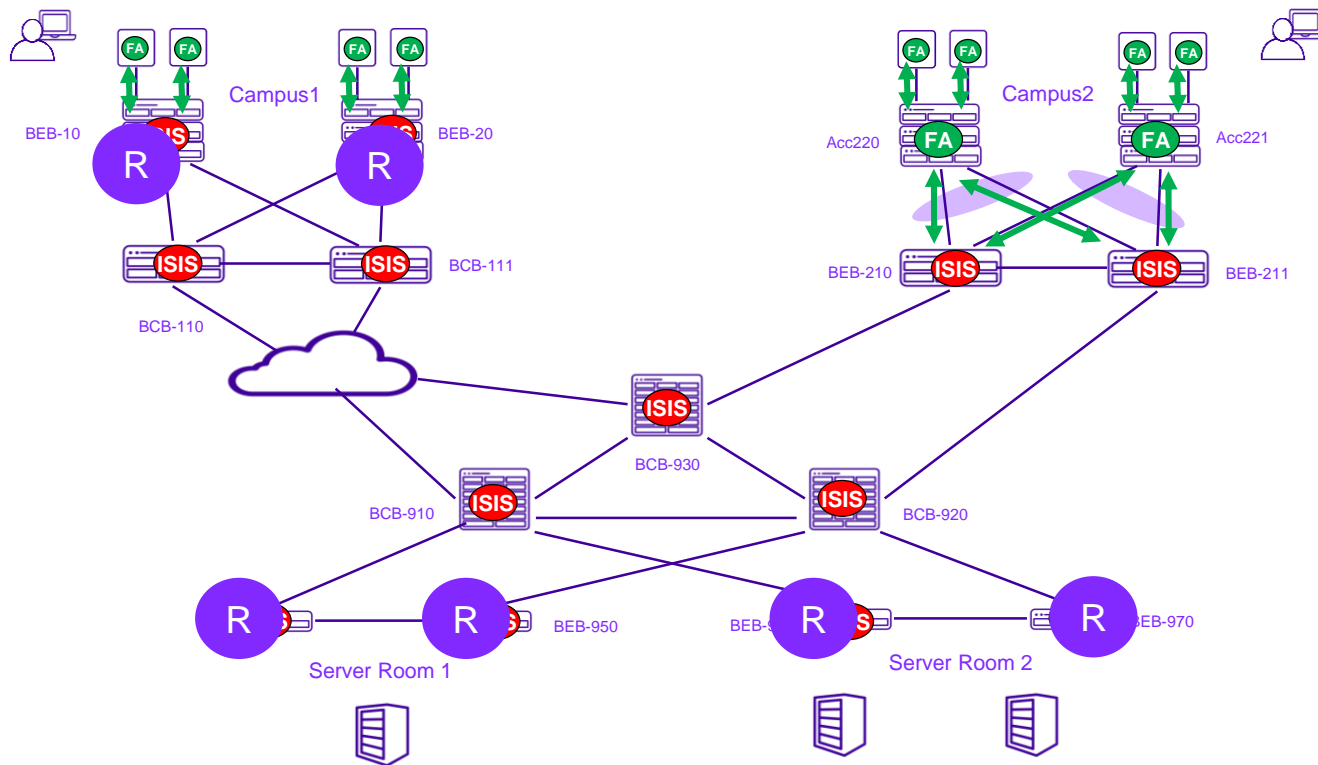 FA FA FA FA
FA FA FA FA
Campus1
Campus2
BEB-10
ISIS
R
ISIS
R
BEB-20
Acc220
FA
FA
Acc221
ISIS
ISIS
BCB-111
BEB-210
ISIS
ISIS
BEB-211
BCB-110
ISIS
BCB-930
BCB-910
ISIS
ISIS
BCB-920
R
R
BEB-950
R
R
BEB-970
Server Room 1
Server Room 2